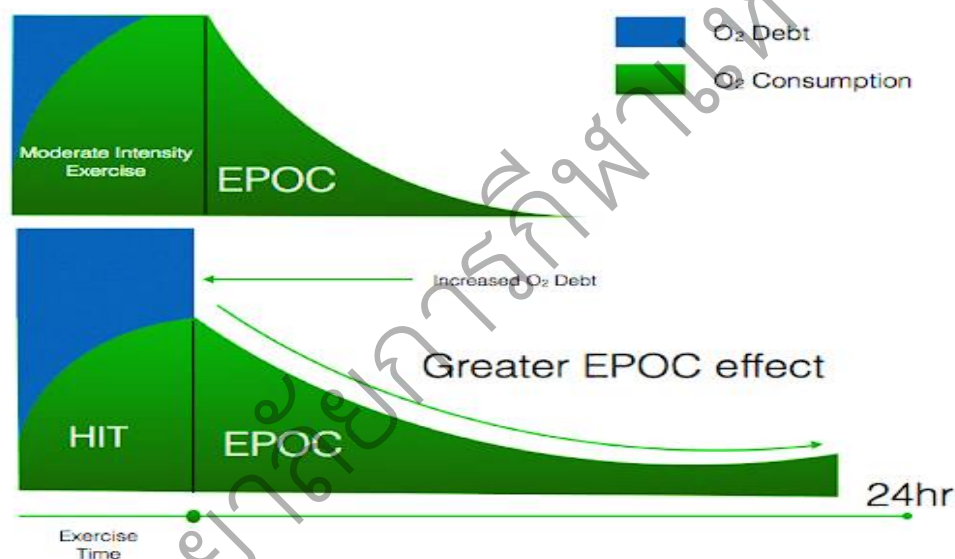 O₂ Debt
O₂ Consumption
Moderate Intensity
Exercise
EPOC
Increased O₂ Debt
Greater EPOC effect
HIT
EPOC
24hr
Exercise
Time